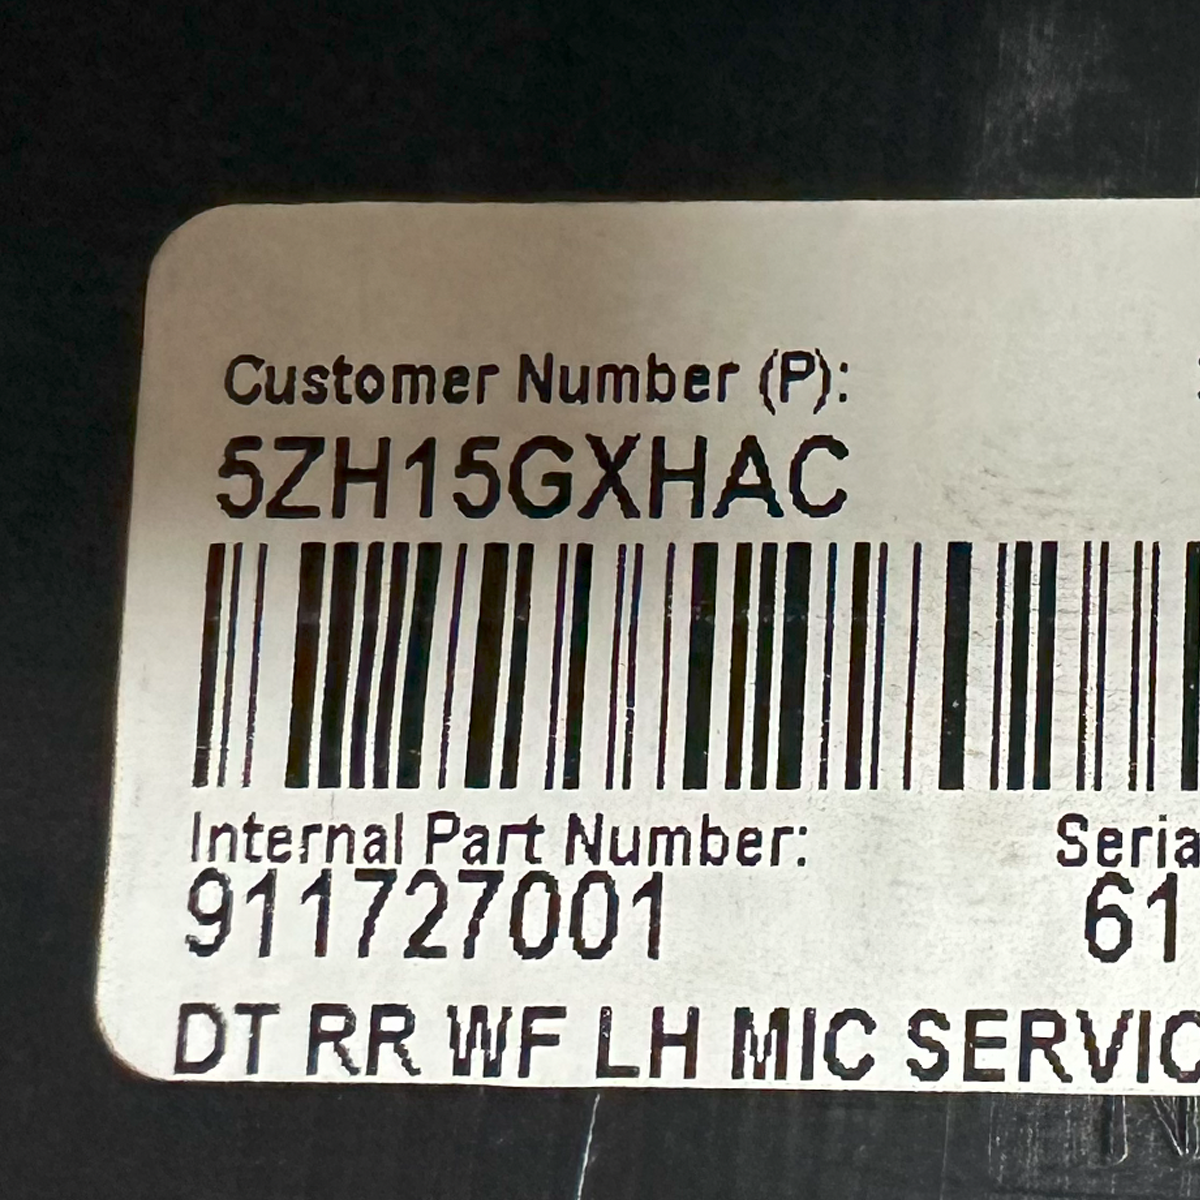 Customer Number (P):
5ZH15GXHAC
Internal Part Number:
911727001
Seria
61
DT RR WF LH MIC SERVIC